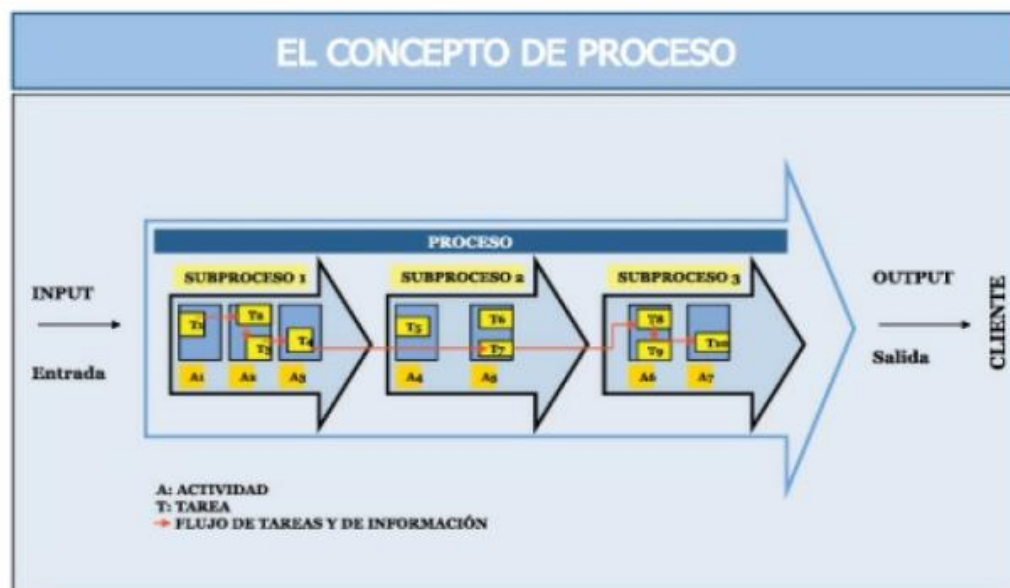 EL CONCEPTO DE PROCESO
PROCESO
SUBPROCESO 1
SUBPROCESO 2
SUBPROCESO 3
INPUT
Entrada
T1
T2
T3
T4
A1
A2
A3
T5
T6
T7
A4
A5
T8
T9
T10
A6
A7
OUTPUT
Salida
CLIENTE
A: ACTIVIDAD
T: TAREA
FLUJO DE TAREAS Y DE INFORMACIÓN